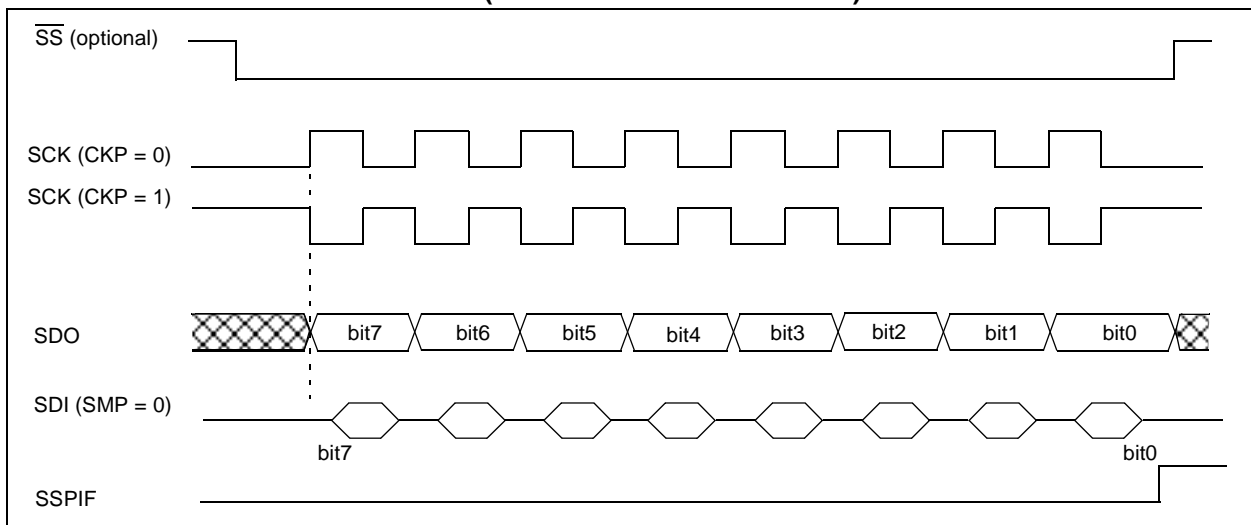 SS (optional)
SCK (CKP = 0)
SCK (CKP = 1)
SDO
bit7 bit6 bit5 bit4 bit3 bit2 bit1 bit0
SDI (SMP = 0)
bit7 bit0
SSPIF